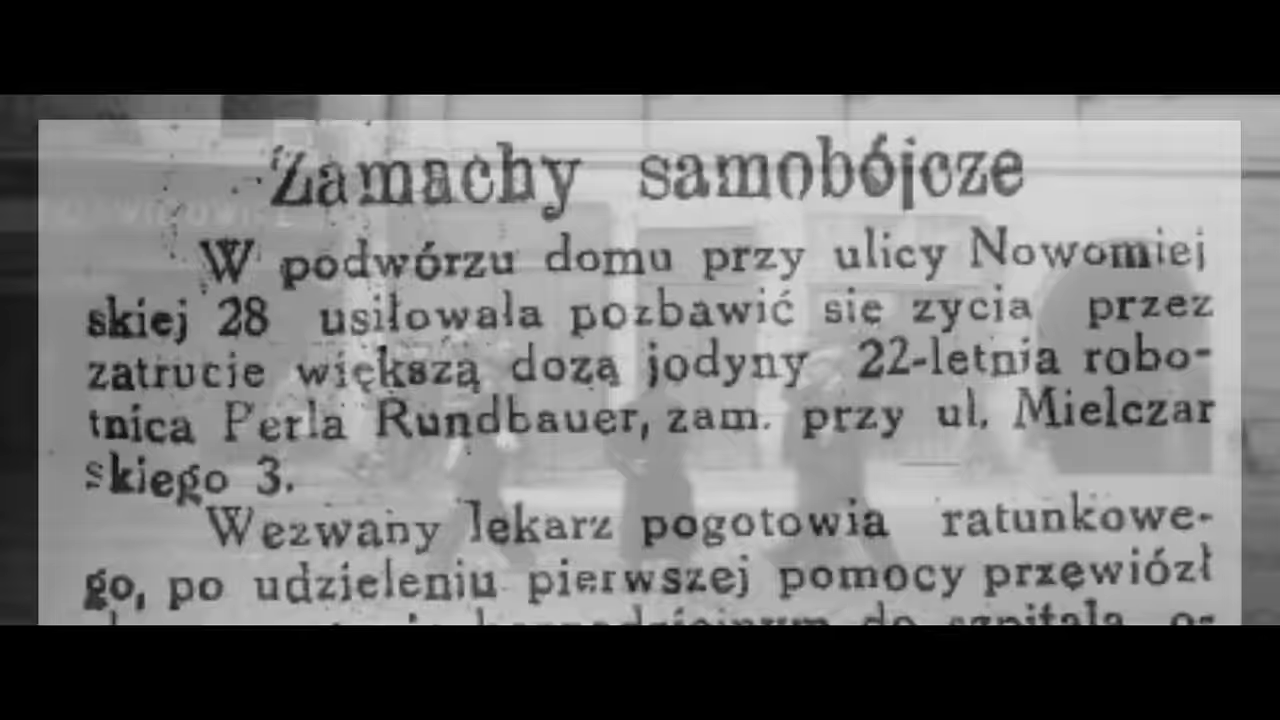 Zamachy samobójcze
W podwórzu domu przy ulicy Nowomiej
skiej 28 usiłowała pozbawić się zycia przez
zatrucie większą dozą jodyny 22-letnia robo-
tnica Perla Rundbauer, zam. przy ul. Mielczar
skiego 3.
Wezwany lekarz pogotowia ratunkowe-
go, po udzieleniu pierwszej pomocy przewiózł
do szpitala